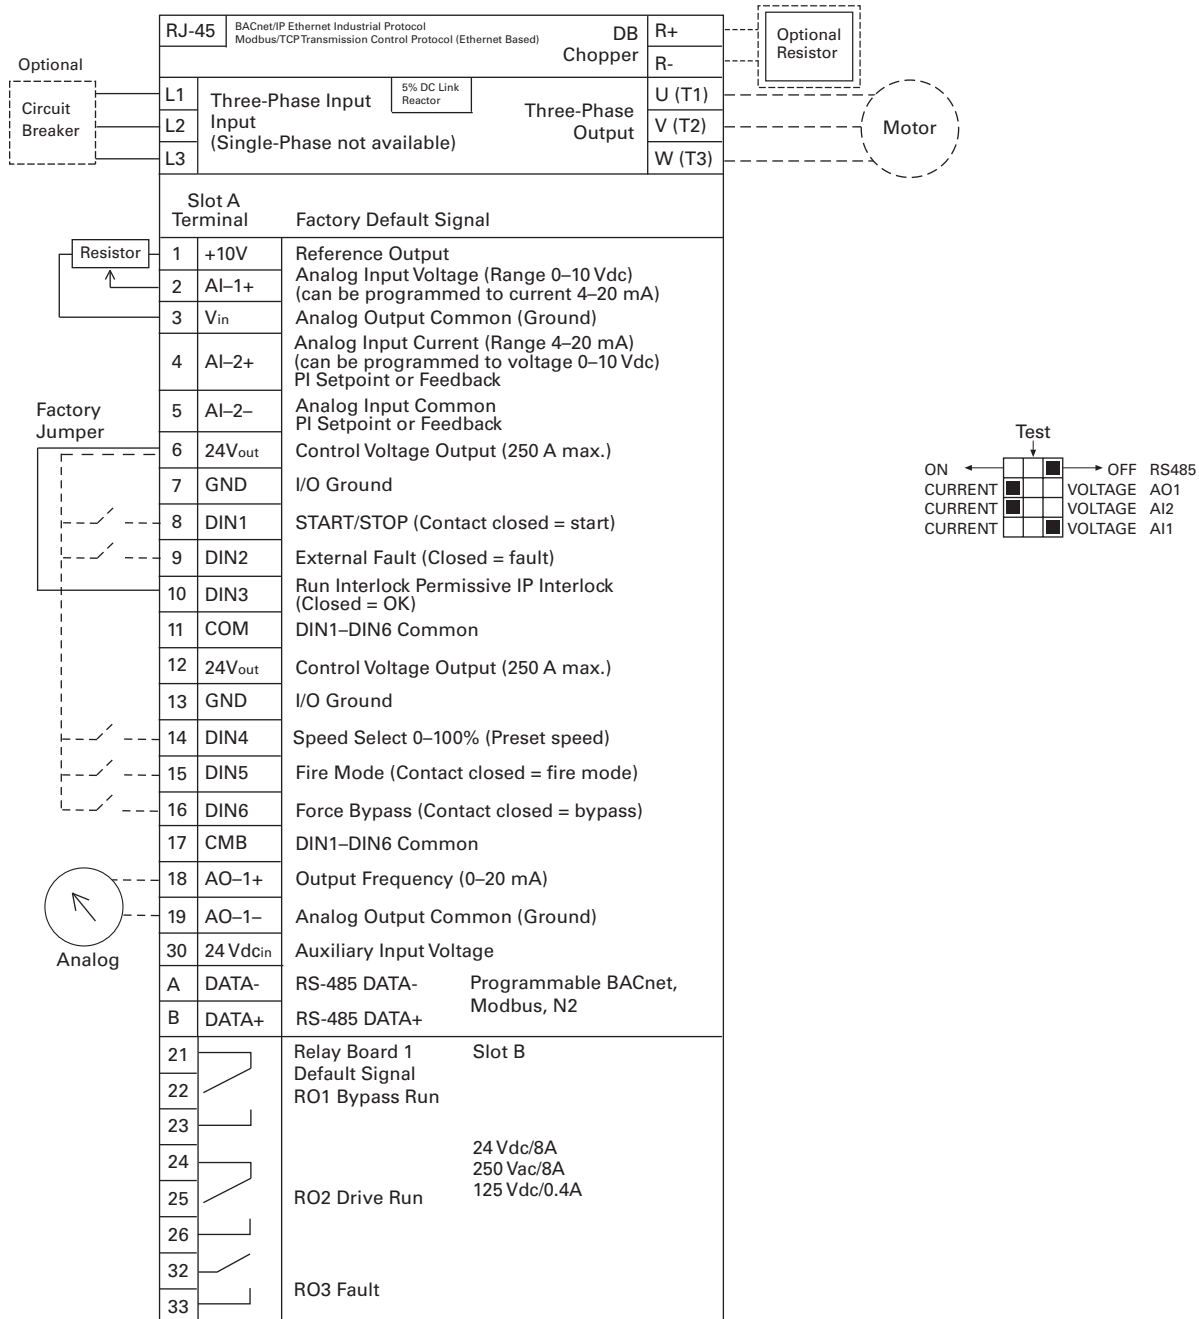 RJ-45
BACnet/IP Ethernet Industrial Protocol
Modbus/TCP Transmission Control Protocol (Ethernet Based)
DB
Chopper
R+
R-
Optional
Resistor
Optional
Circuit
Breaker
L1
L2
L3
Three-Phase Input
Input
(Single-Phase not available)
5% DC Link
Reactor
Three-Phase
Output
U (T1)
V (T2)
W (T3)
Motor
Slot A
Terminal
Factory Default Signal
Resistor
1 +10V Reference Output
2 AI–1+ Analog Input Voltage (Range 0–10 Vdc)
(can be programmed to current 4–20 mA)
3 Vin Analog Output Common (Ground)
4 AI–2+ Analog Input Current (Range 4–20 mA)
(can be programmed to voltage 0–10 Vdc)
PI Setpoint or Feedback
5 AI–2– Analog Input Common
PI Setpoint or Feedback
Factory
Jumper
6 24Vout Control Voltage Output (250 A max.)
7 GND I/O Ground
8 DIN1 START/STOP (Contact closed = start)
9 DIN2 External Fault (Closed = fault)
10 DIN3 Run Interlock Permissive IP Interlock
(Closed = OK)
11 COM DIN1–DIN6 Common
12 24Vout Control Voltage Output (250 A max.)
13 GND I/O Ground
14 DIN4 Speed Select 0–100% (Preset speed)
15 DIN5 Fire Mode (Contact closed = fire mode)
16 DIN6 Force Bypass (Contact closed = bypass)
17 CMB DIN1–DIN6 Common
18 AO–1+ Output Frequency (0–20 mA)
19 AO–1– Analog Output Common (Ground)
Analog
30 24 Vdcin Auxiliary Input Voltage
A DATA- RS-485 DATA-
B DATA+ RS-485 DATA+
Programmable BACnet,
Modbus, N2
21
22
23
24
25
26
32
33
Relay Board 1
Default Signal
RO1 Bypass Run
Slot B
24 Vdc/8A
250 Vac/8A
125 Vdc/0.4A
RO2 Drive Run
RO3 Fault
Test
ON OFF RS485
CURRENT VOLTAGE AO1
CURRENT VOLTAGE AI2
CURRENT VOLTAGE AI1